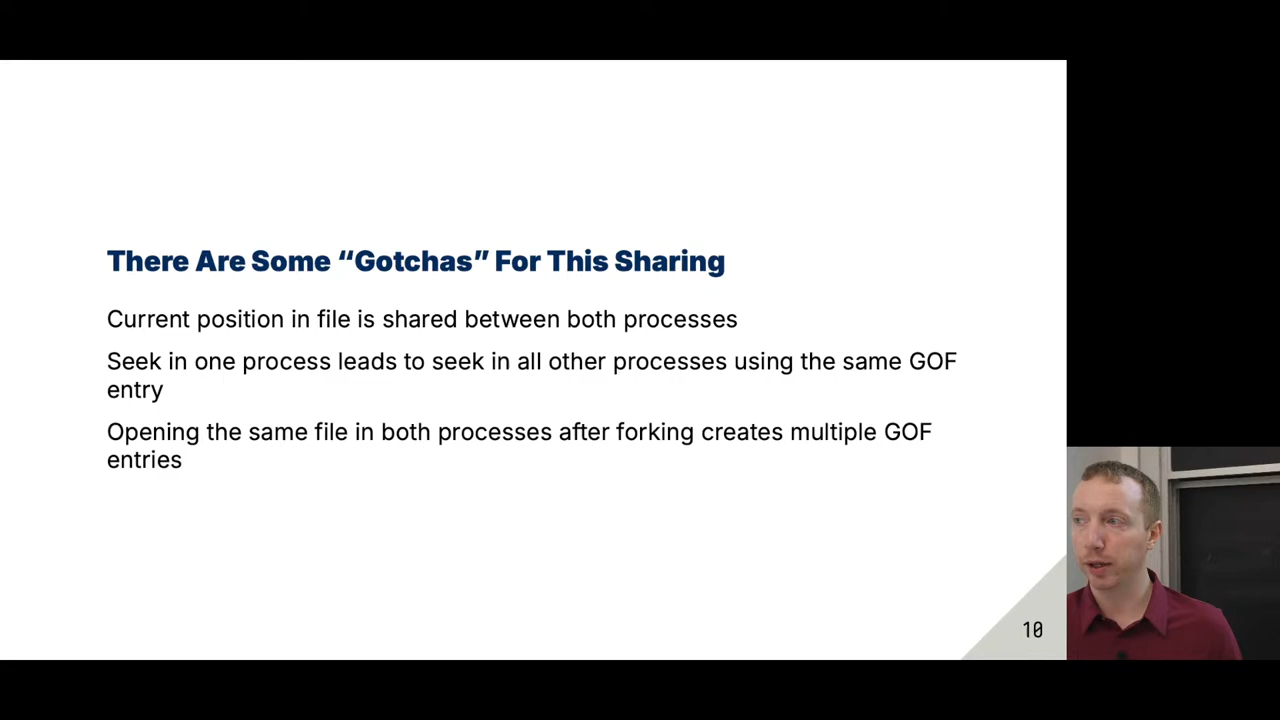 There Are Some “Gotchas” For This Sharing
Current position in file is shared between both processes
Seek in one process leads to seek in all other processes using the same GOF
entry
Opening the same file in both processes after forking creates multiple GOF
entries
10